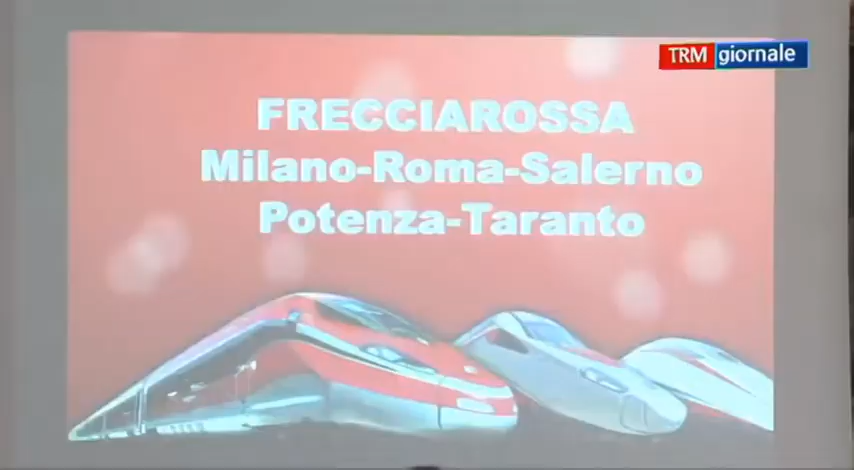 TRM giornale
FRECCIAROSSA
Milano-Roma-Salerno
Potenza-Taranto